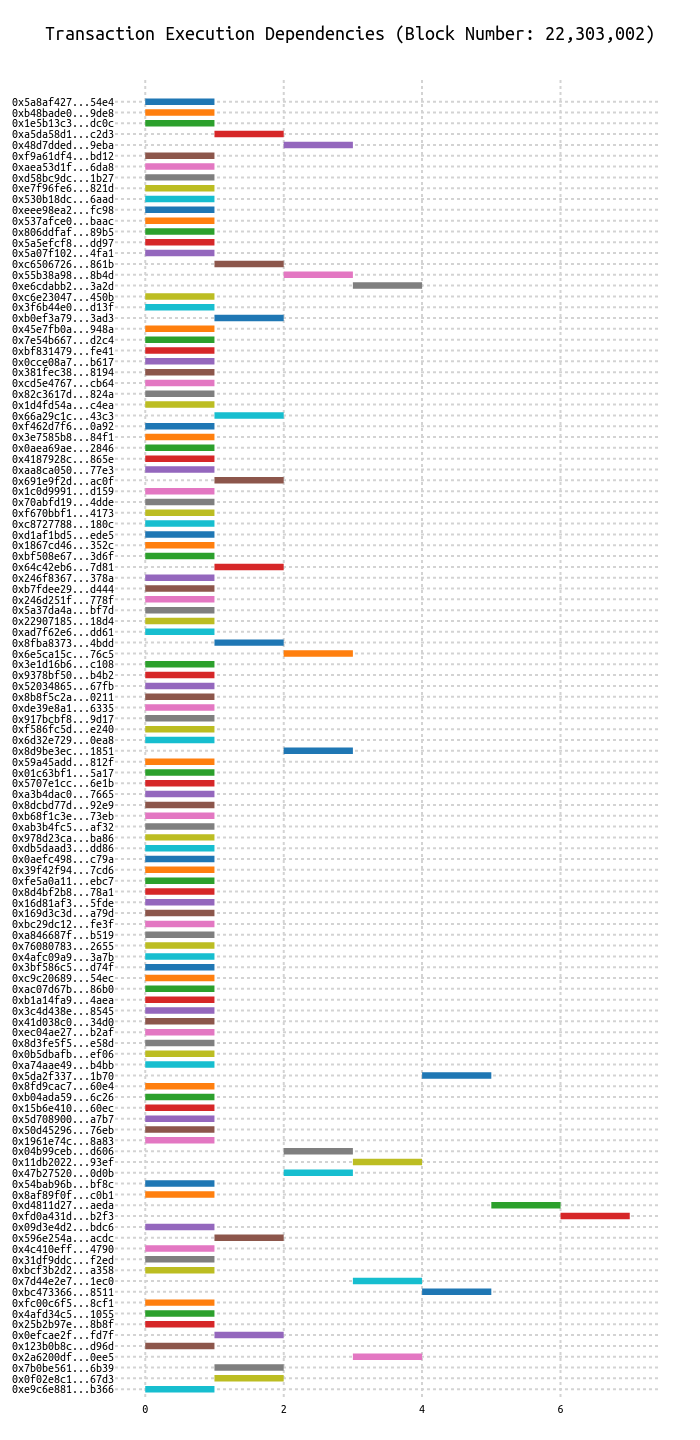 Transaction Execution Dependencies (Block Number: 22,303,002)
0x5a8af427...54e4
0xb48bade0...9de8
0x1e5b13c3...dc0c
0xa5da58d1...c2d3
0x48d7dded...9eba
0xf9a61df4...bd12
0xaea53d1f...6da8
0xd58bc9dc...1b27
0xe7f96fe6...821d
0x530b18dc...6aad
0xeee98ea2...fc98
0x537afce0...baac
0x806ddfaf...89b5
0x5a5efcf8...dd97
0x5a07f102...4fa1
0xc6506726...861b
0x55b38a98...8b4d
0xe6cdabb2...3a2d
0xc6e23047...450b
0x3f6b44e0...d13f
0xb0ef3a79...3ad3
0x45e7fb0a...948a
0x7e54b667...d2c4
0xbf831479...fe41
0x0cce08a7...b617
0x381fec38...8194
0xcd5e4767...cb64
0x82c3617d...824a
0x1d4fd54a...c4ea
0x66a29c1c...43c3
0xf462d7f6...0a92
0x3e7585b8...84f1
0x0aea69ae...2846
0x4187928c...865e
0xaa8ca050...77e3
0x691e9f2d...ac0f
0x1c0d9991...d159
0x70abfd19...4dde
0xf670bbf1...4173
0xc8727788...180c
0xd1af1bd5...ede5
0x1867cd46...352c
0xbf508e67...3d6f
0x64c42eb6...7d81
0x246f8367...378a
0xb7fdee29...d444
0x246d251f...778f
0x5a37da4a...bf7d
0x22907185...18d4
0xad7f62e6...dd61
0x8fba8373...4bdd
0x6e5ca15c...76c5
0x3e1d16b6...c108
0x9378bf50...b4b2
0x52034865...67fb
0x8b8f5c2a...0211
0xde39e8a1...6335
0x917bcbf8...9d17
0xf586fc5d...e240
0x6d32e729...0ea8
0x8d9be3ec...1851
0x59a45add...812f
0x01c63bf1...5a17
0x5707e1cc...6e1b
0xa3b4dac0...7665
0x8dcbd77d...92e9
0xb68f1c3e...73eb
0xab3b4fc5...af32
0x978d23ca...ba86
0xdb5daad3...dd86
0x0aefc498...c79a
0x39f42f94...7cd6
0xfe5a0a11...ebc7
0x8d4bf2b8...78a1
0x16d81af3...5fde
0x169d3c3d...a79d
0xbc29dc12...fe3f
0xa846687f...b519
0x76080783...2655
0x4afc09a9...3a7b
0x3bf586c5...d74f
0xc9c20689...54ec
0xac07d67b...86b0
0xb1a14fa9...4aea
0x3c4d438e...8545
0x41d038c0...34d0
0xec04ae27...b2af
0x8d3fe5f5...e58d
0x0b5dbafb...ef06
0xa74aae49...b4bb
0x5da2f337...1b70
0x8fd9cac7...60e4
0xb04ada59...6c26
0x15b6e410...60ec
0x5d708900...a7b7
0x50d45296...76eb
0x1961e74c...8a83
0x04b99ceb...d606
0x11db2022...93ef
0x47b27520...0d0b
0x54bab96b...bf8c
0x8af89f0f...c0b1
0xd4811d27...aeda
0xfd0a431d...b2f3
0x09d3e4d2...bdc6
0x596e254a...acdc
0x4c410eff...4790
0x31df9ddc...f2ed
0xbcf3b2d2...a358
0x7d44e2e7...1ec0
0xbc473366...8511
0xfc00c6f5...8cf1
0x4afd34c5...1055
0x25b2b97e...8b8f
0x0efcae2f...fd7f
0x123b0b8c...d96d
0x2a6200df...0ee5
0x7b0be561...6b39
0x0f02e8c1...67d3
0xe9c6e881...b366
0 2 4 6